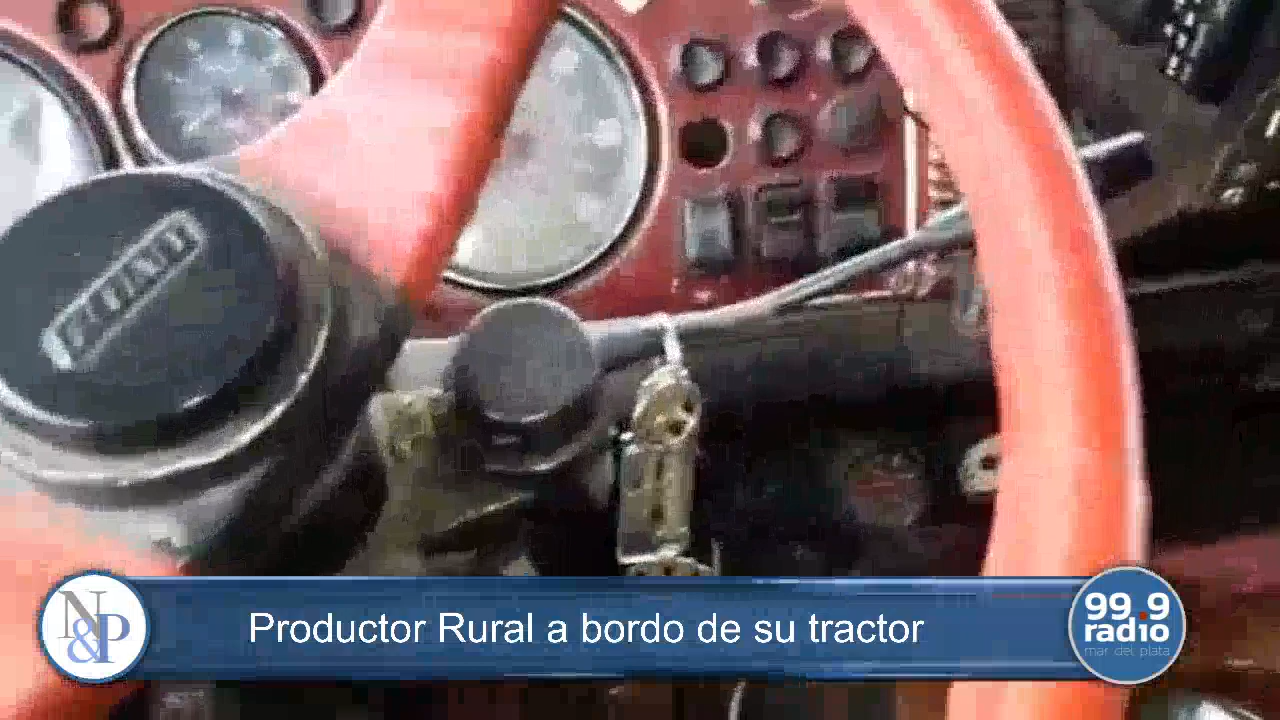 N&P
Productor Rural a bordo de su tractor
99.9
radio
mar del plata